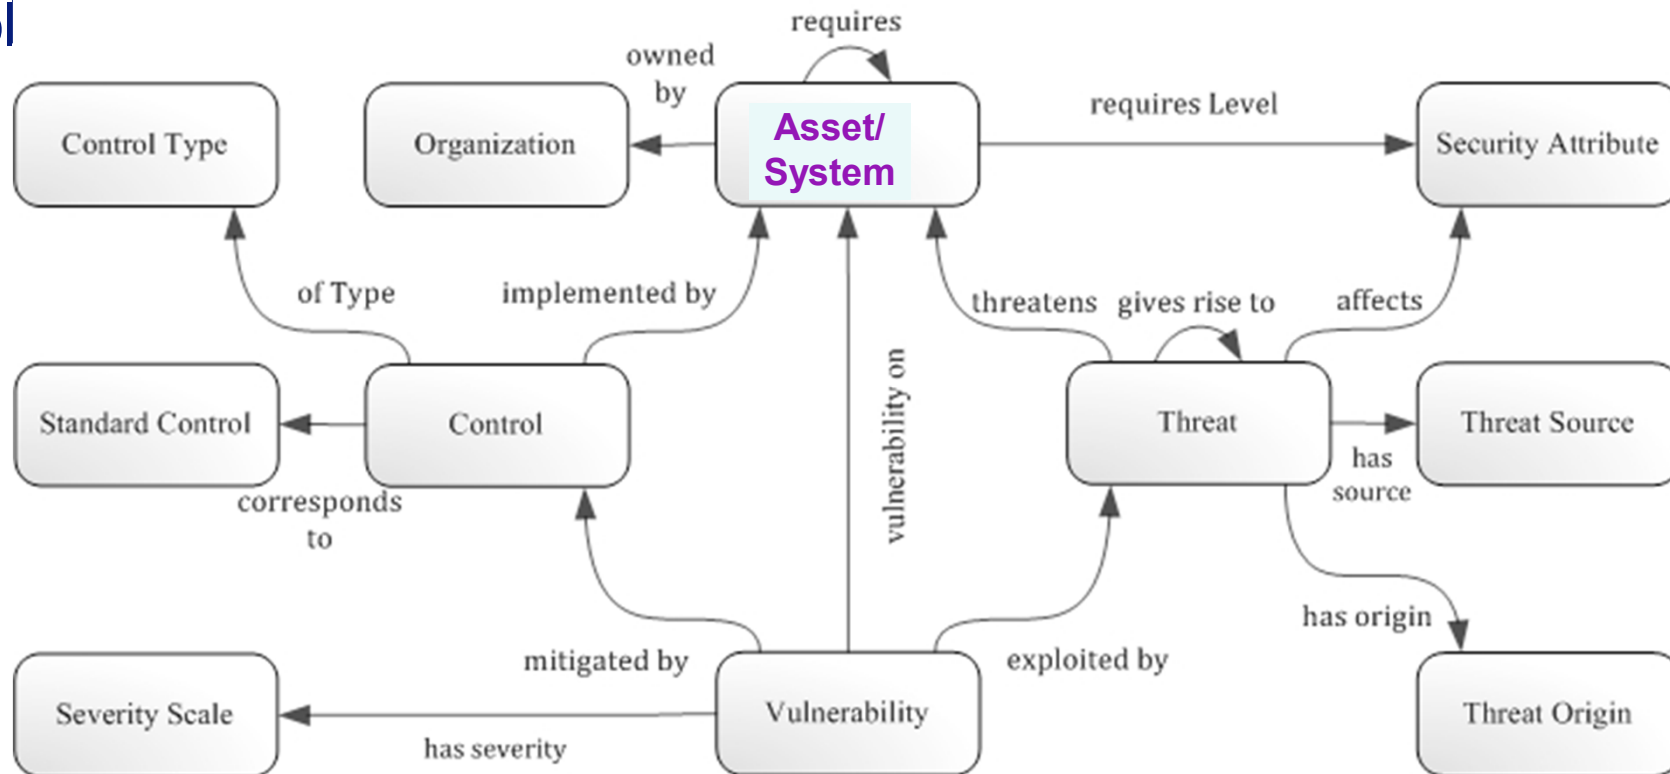 requires
owned
by
Control Type
Organization
Asset/
System
requires Level
Security Attribute
of Type
implemented by
threatens
gives rise to
affects
Standard Control
Control
vulnerability on
Threat
Threat Source
has
source
corresponds
to
has origin
mitigated by
exploited by
Severity Scale
has severity
Vulnerability
Threat Origin